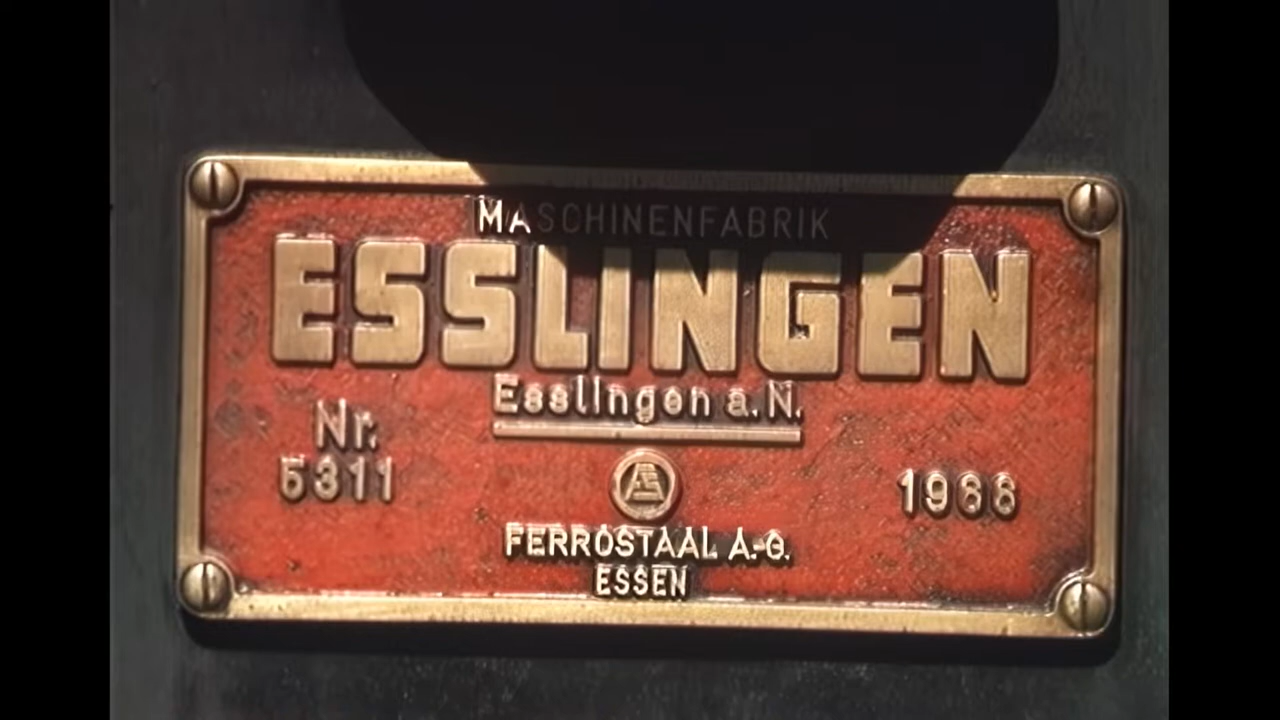 MASCHINENFABRIK
ESSLINGEN
Esslingen a.N.
Nr.
5311
1966
FERROSTAAL A.-G.
ESSEN